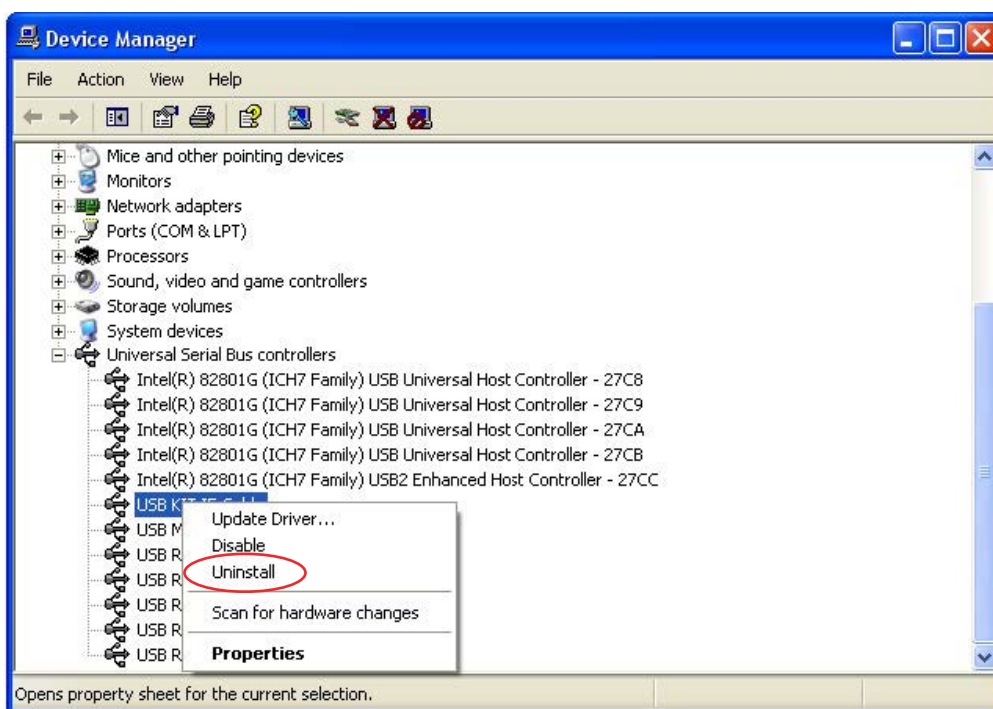 Device Manager
File Action View Help
Mice and other pointing devices
Monitors
Network adapters
Ports (COM & LPT)
Processors
Sound, video and game controllers
Storage volumes
System devices
Universal Serial Bus controllers
Intel(R) 82801G (ICH7 Family) USB Universal Host Controller - 27C8
Intel(R) 82801G (ICH7 Family) USB Universal Host Controller - 27C9
Intel(R) 82801G (ICH7 Family) USB Universal Host Controller - 27CA
Intel(R) 82801G (ICH7 Family) USB Universal Host Controller - 27CB
Intel(R) 82801G (ICH7 Family) USB2 Enhanced Host Controller - 27CC
USB
USB M
USB R
USB R
USB R
USB R
USB R
Update Driver...
Disable
Uninstall
Scan for hardware changes
Properties
Opens property sheet for the current selection.